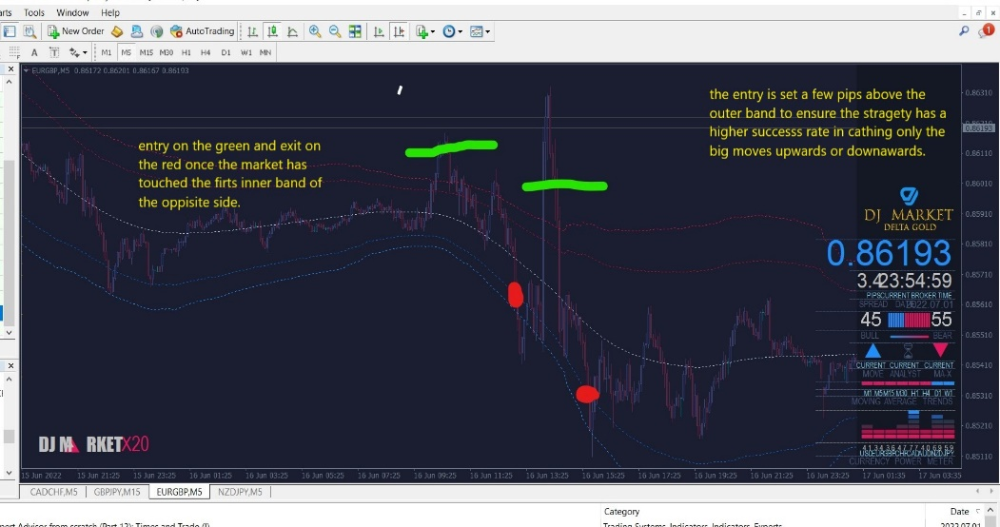 arts Tools Window Help
New Order AutoTrading
A T M1 M5 M15 M30 H1 H4 D1 W1 MN
EURGBP,M5 0.86172 0.86201 0.86167 0.86193
entry on the green and exit on
the red once the market has
touched the firts inner band of
the oppisite side.
the entry is set a few pips above the
outer band to ensure the stragety has a
higher successs rate in cathing only the
big moves upwards or downawards.
0.86310
0.86210
0.86193
0.86110
0.86010
0.85910
0.85810
0.85710
0.85610
0.85510
0.85410
0.85310
0.85210
0.85110
DJ MARKET
DELTA GOLD
0.86193
3.4 23:54:59
PIPS CURRENT BROKER TIME
SPREAD DATE 2022.07.01
45 55
BULL BEAR
CURRENT CURRENT CURRENT
MOVE ANALYST MA-X
M1 M5 M15 M30 H1 H4 D1 W1
MOVING AVERAGE TRENDS
USD EUR GBP CHF CAD AUD NZD JPY
CURRENCY POWER METER
DJ MARKETX20
15 Jun 2022 15 Jun 21:25 15 Jun 23:25 16 Jun 01:25 16 Jun 03:25 16 Jun 05:25 16 Jun 07:25 16 Jun 09:25 16 Jun 11:25 16 Jun 13:25 16 Jun 15:25 16 Jun 17:25 16 Jun 19:25 16 Jun 21:25 16 Jun 23:25 17 Jun 01:35 17 Jun 03:35
CADCHF,M5 GBPJPY,M15 EURGBP,M5 NZDJPY,M5
Category Date
Advisor from scratch (Part 12): Times and Trade (I) Trading Systems, Indicators, Indicators, Experts 2022.07.01